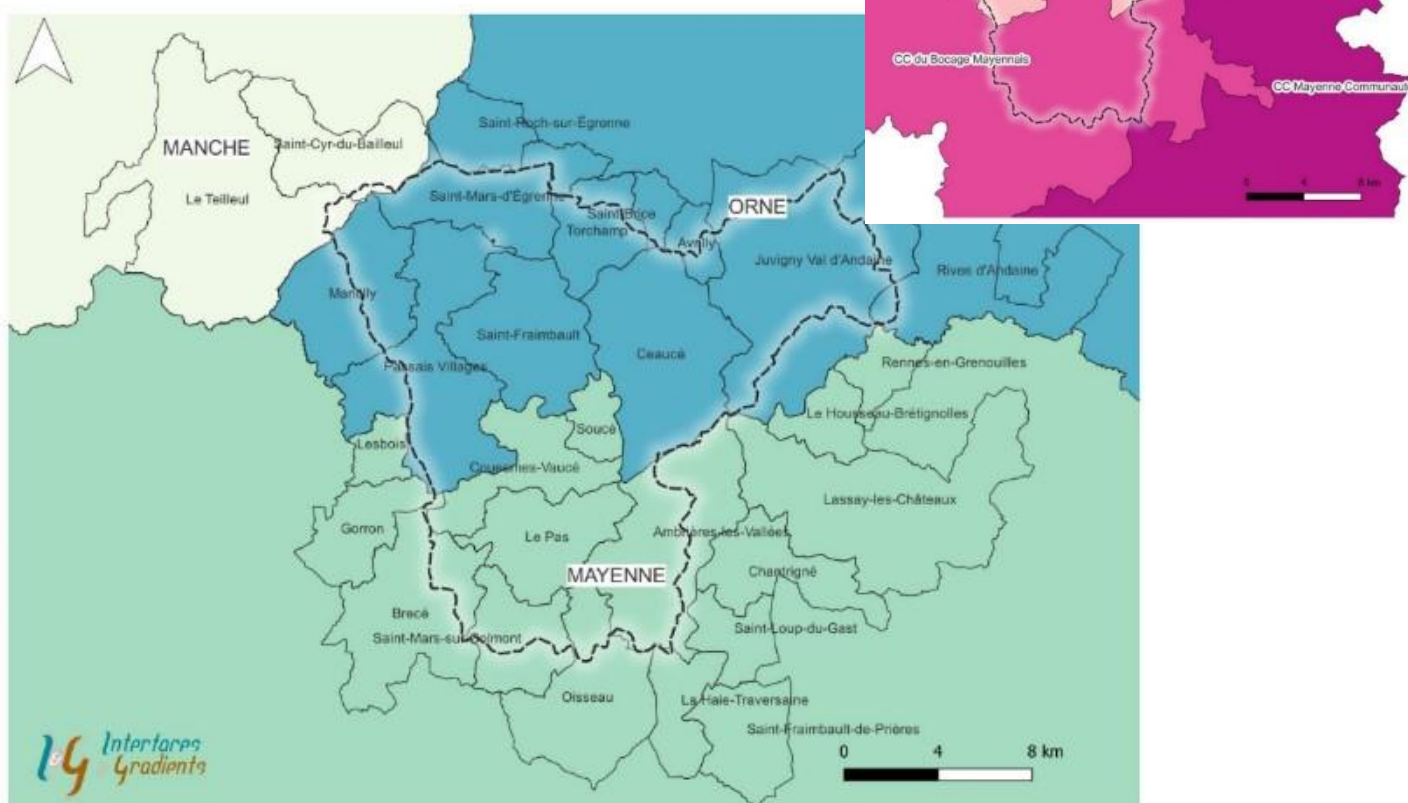 CC du Bocage Mayennais
CC Mayenne Communauté
0 4 8 km
Saint-Roch-sur-Égrenne
MANCHE
Saint-Cyr-du-Bailleul
Le Teilleul
Saint-Mars-d'Égrenne
Saint-Brice
ORNE
Torchamp
Avrilly
Juvigny Val d'Andaine
Rives d'Andaine
Mantilly
Saint-Fraimbault
Ceaucé
Passais Villages
Rennes-en-Grenouilles
Le Housseau-Brétignolles
Lesbois
Soucé
Couesmes-Vaucé
Lassay-les-Châteaux
Gorron
Le Pas
Ambrières-les-Vallées
MAYENNE
Chantrigné
Brecé
Saint-Loup-du-Gast
Saint-Mars-sur-Colmont
Oisseau
La Haie-Traversaine
Saint-Fraimbault-de-Prières
I&G Interfaces
& Gradients
0 4 8 km